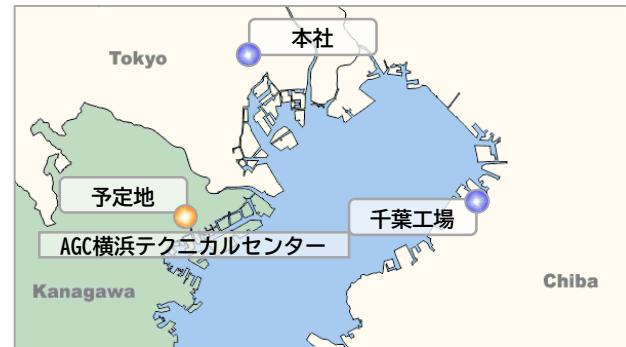 本社
Tokyo
予定地
千葉工場
AGC横浜テクニカルセンター
Kanagawa
Chiba